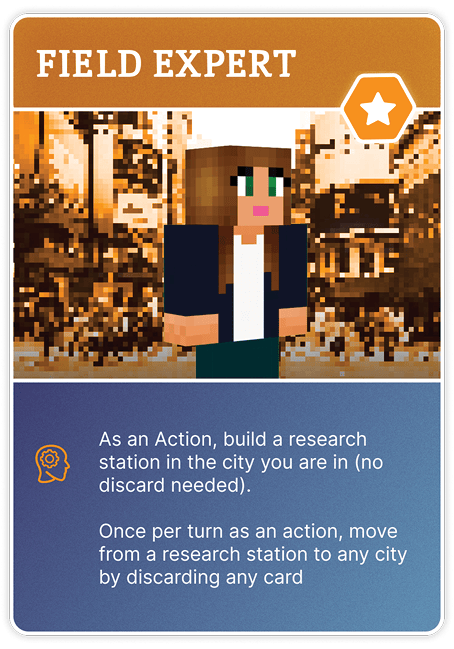 FIELD EXPERT
As an Action, build a research
station in the city you are in (no
discard needed).
Once per turn as an action, move
from a research station to any city
by discarding any card